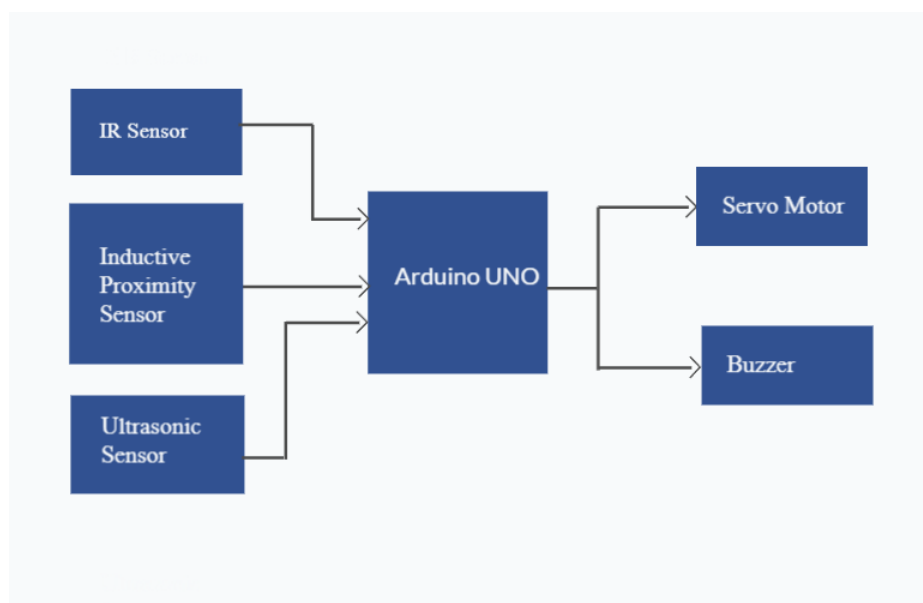 IR Sensor
Inductive
Proximity
Sensor
Ultrasonic
Sensor
Arduino UNO
Servo Motor
Buzzer